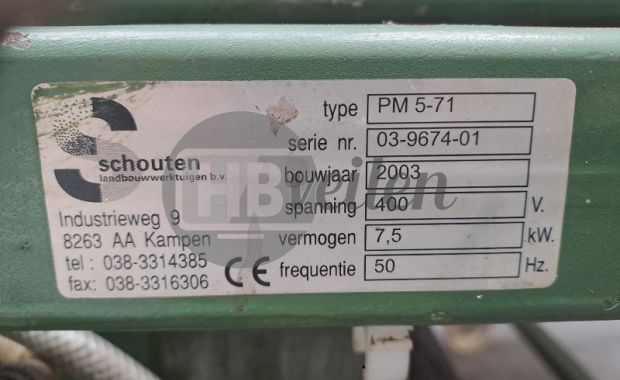 schouten
landbouwwerktuigen b.v.
Industrieweg 9
8263 AA Kampen
tel : 038-3314385
fax: 038-3316306
CE
type PM 5-71
serie nr. 03-9674-01
bouwjaar 2003
spanning 400 V.
vermogen 7,5 kW.
frequentie 50 Hz.
HBveilen